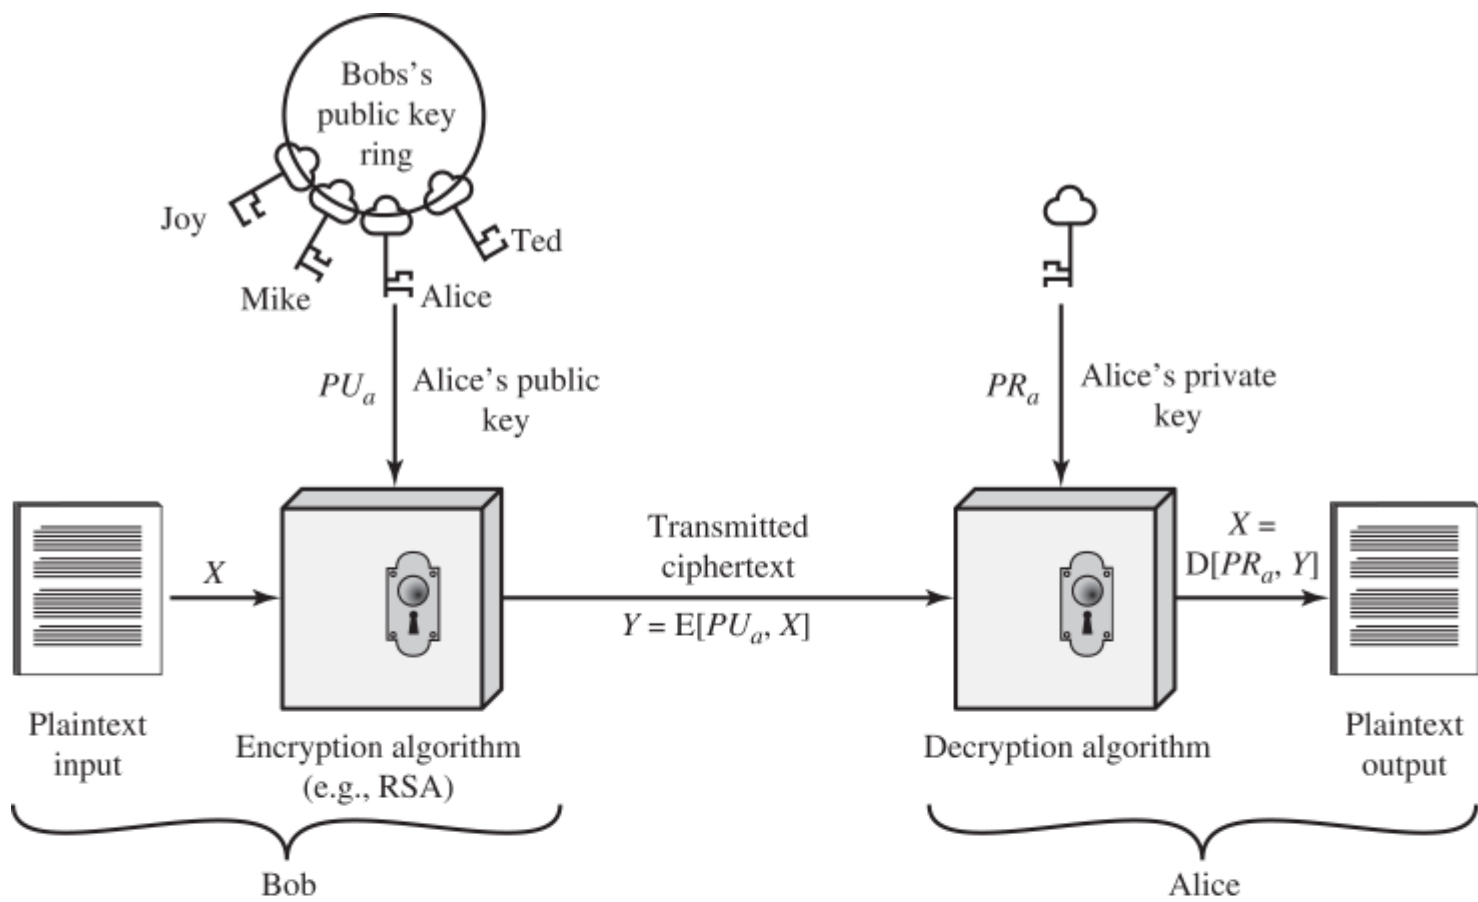 Bobs's
public key
ring
Joy
Mike
Alice
Ted
PUₐ
Alice's public
key
PRₐ
Alice's private
key
X
Transmitted
ciphertext
Y = E[PUₐ, X]
X =
D[PRₐ, Y]
Plaintext
input
Encryption algorithm
(e.g., RSA)
Decryption algorithm
Plaintext
output
Bob
Alice